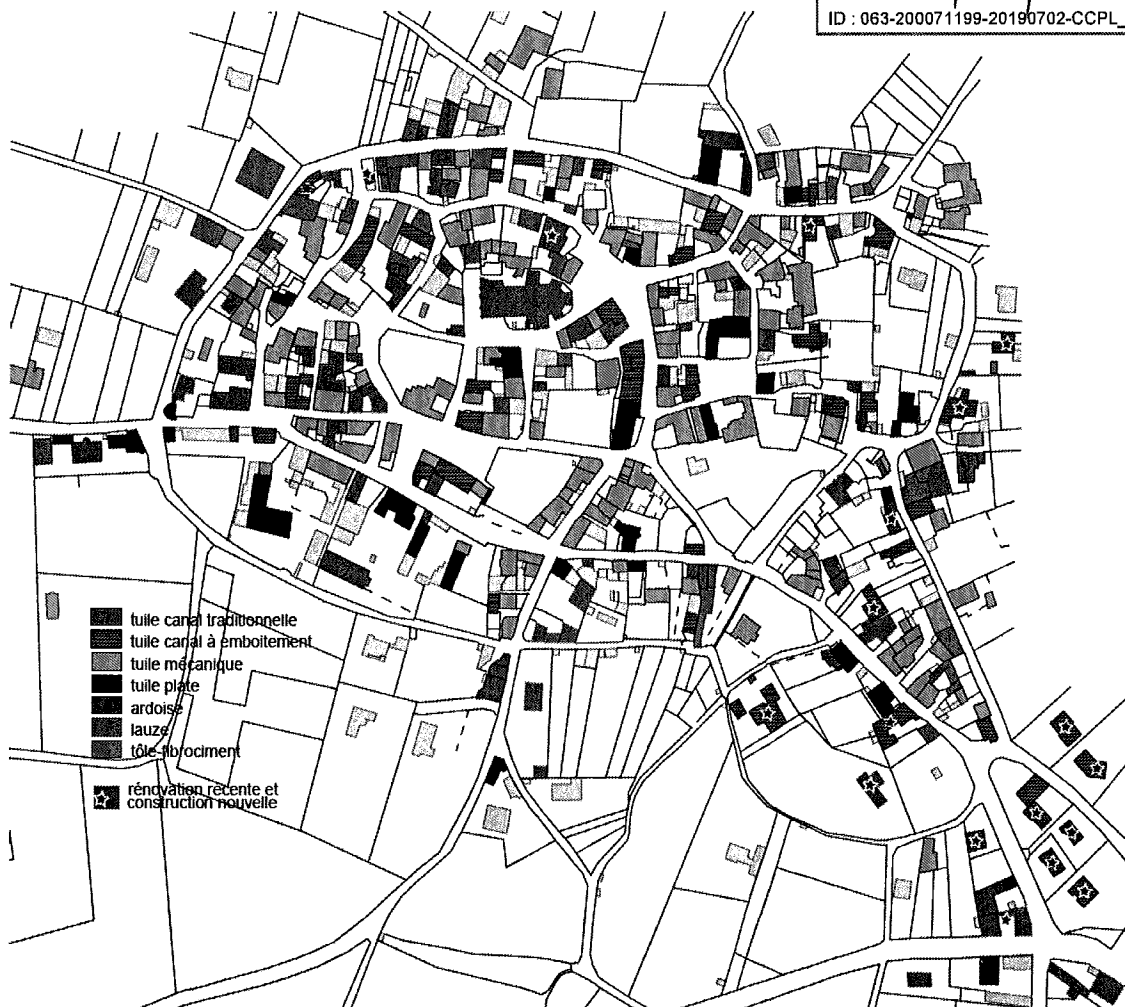 ID : 063-200071199-20190702-CCPL_
tuile canal traditionnelle
tuile canal à emboitement
tuile mécanique
tuile plate
ardoise
lauze
tôle-fibrociment
rénovation recente et
construction nouvelle